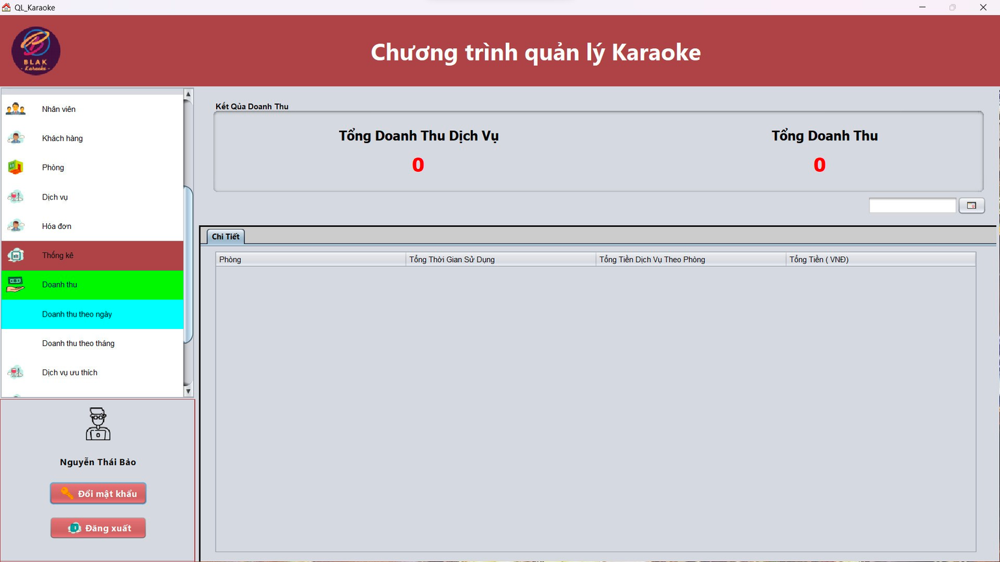 QL_Karaoke
BLAK
Karaoke
Chương trình quản lý Karaoke
Nhân viên
Khách hàng
Phòng
Dịch vụ
Hóa đơn
Thống kê
Doanh thu
Doanh thu theo ngày
Doanh thu theo tháng
Dịch vụ ưu thích
Nguyễn Thái Bảo
Đổi mật khẩu
Đăng xuất
Kết Qủa Doanh Thu
Tổng Doanh Thu Dịch Vụ
Tổng Doanh Thu
0
0
Chi Tiết
Phòng
Tổng Thời Gian Sử Dụng
Tổng Tiền Dịch Vụ Theo Phòng
Tổng Tiền ( VNĐ)